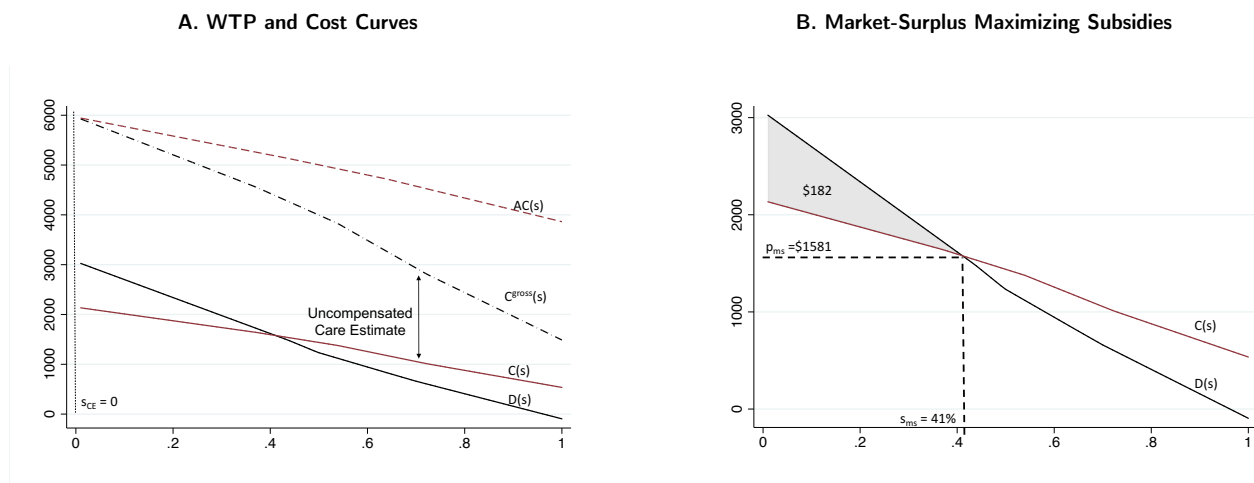 A. WTP and Cost Curves
6000
5000
4000
3000
2000
1000
0
AC(s)
C^gross(s)
Uncompensated
Care Estimate
C(s)
D(s)
s_CE = 0
0 .2 .4 .6 .8 1
B. Market-Surplus Maximizing Subsidies
3000
2000
1000
0
$182
p_ms =$1581
C(s)
D(s)
s_ms = 41%
0 .2 .4 .6 .8 1